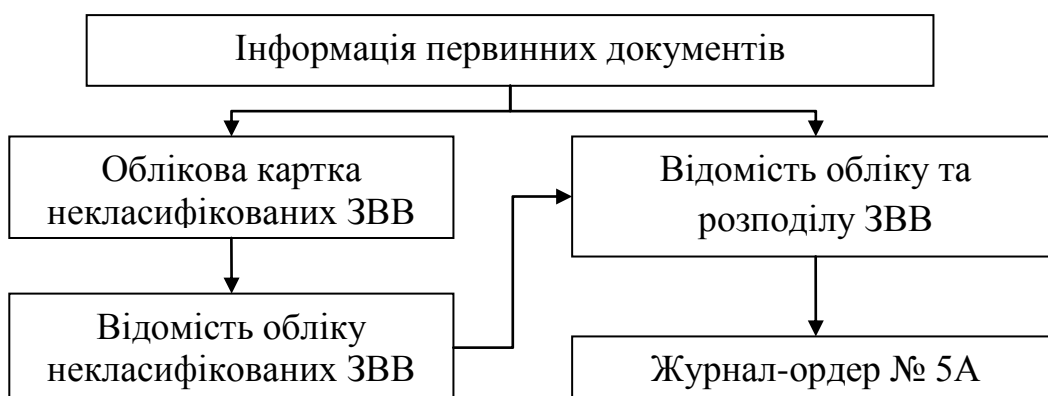 Інформація первинних документів
Облікова картка
некласифікованих ЗВВ
Відомість обліку та
розподілу ЗВВ
Відомість обліку
некласифікованих ЗВВ
Журнал-ордер № 5А